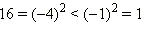 16 = (−4)² < (−1)² = 1